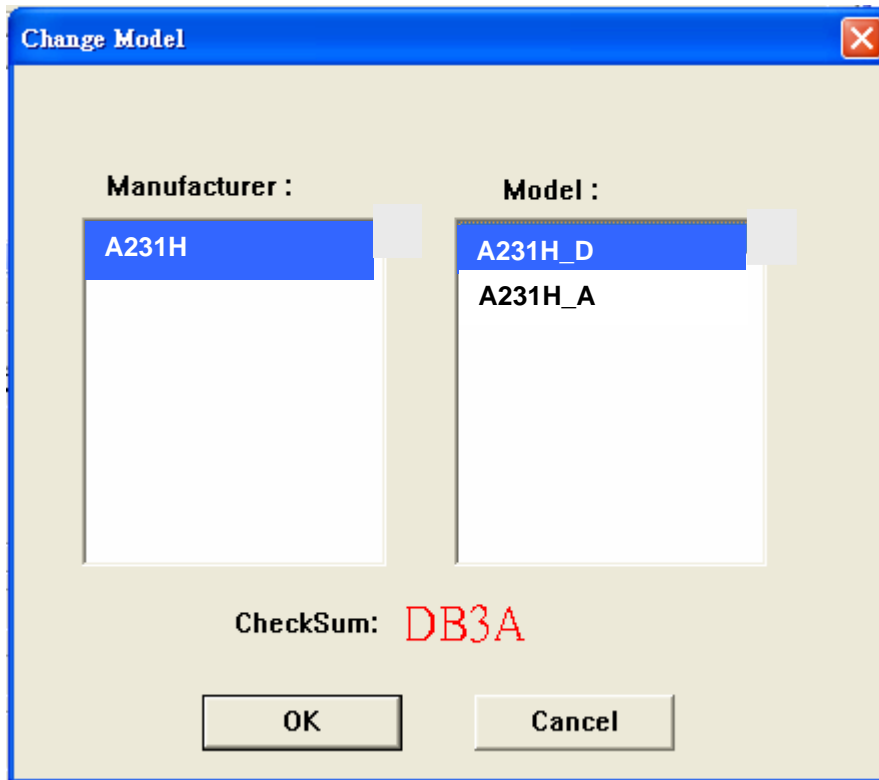 Change Model
Manufacturer :
Model :
A231H
A231H_D
A231H_A
CheckSum: DB3A
OK
Cancel